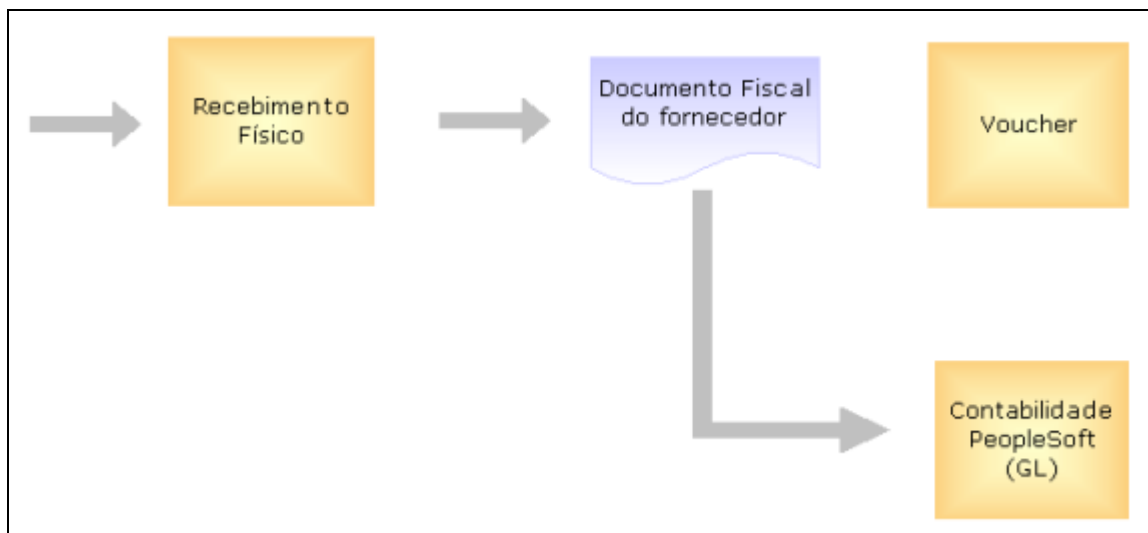 Recebimento
Físico
Documento Fiscal
do fornecedor
Voucher
Contabilidade
PeopleSoft
(GL)